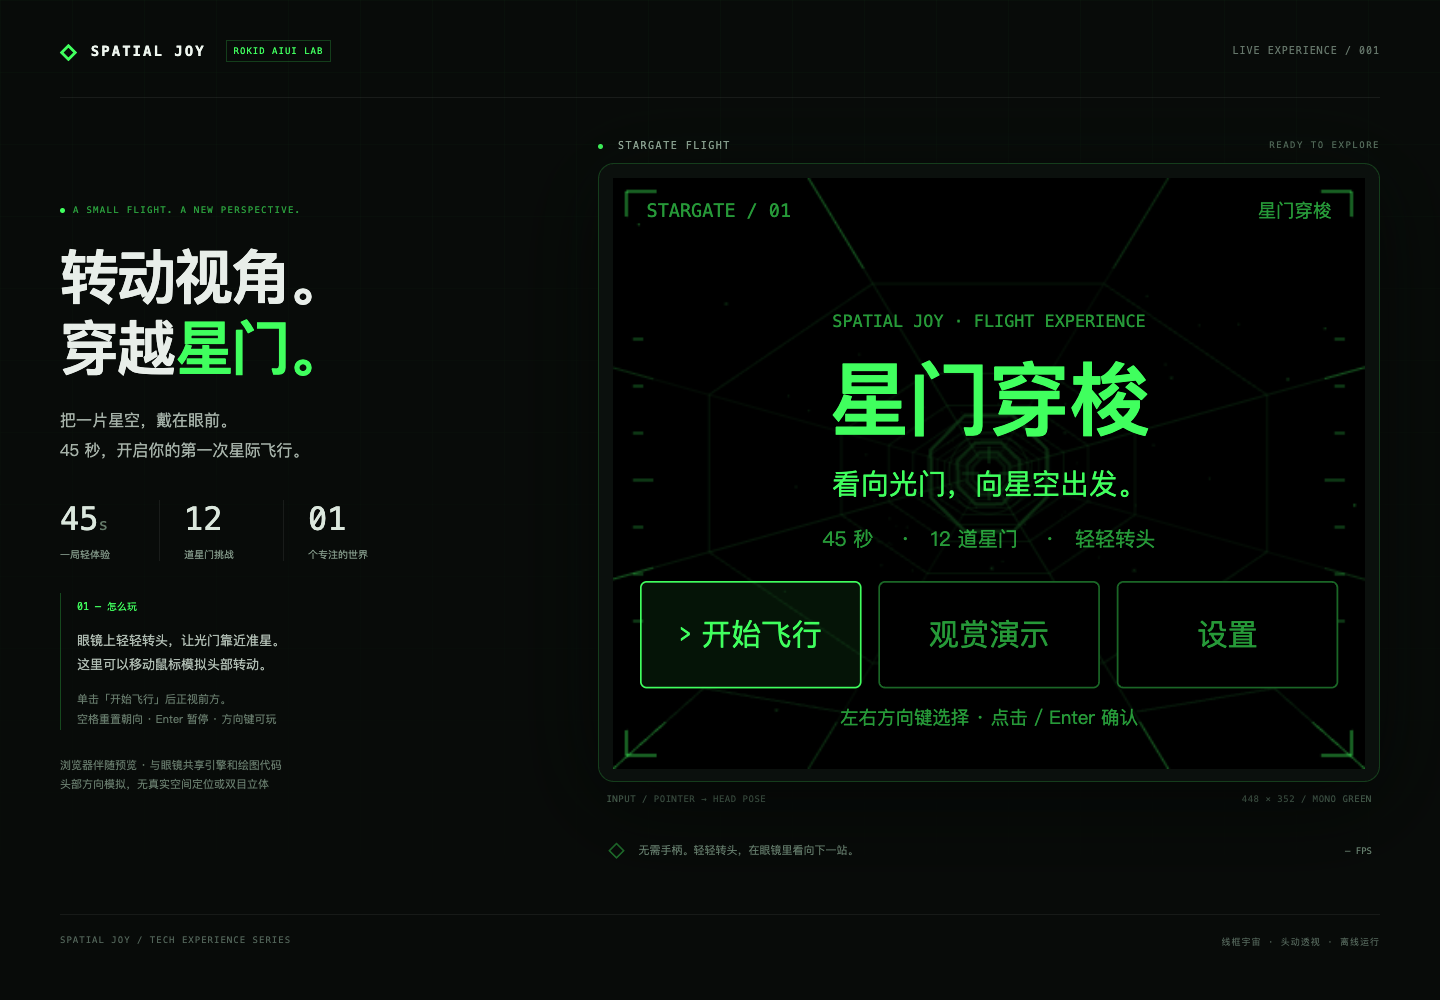 SPATIAL JOY
ROKID AIUI LAB
LIVE EXPERIENCE / 001
A SMALL FLIGHT. A NEW PERSPECTIVE.
转动视角。
穿越星门。
把一片星空，戴在眼前。
45 秒，开启你的第一次星际飞行。
45s
一局轻体验
12
道星门挑战
01
个专注的世界
01 — 怎么玩
眼镜上轻轻转头，让光门靠近准星。
这里可以移动鼠标模拟头部转动。
单击「开始飞行」后正视前方。
空格重置朝向 · Enter 暂停 · 方向键可玩
浏览器伴随预览 · 与眼镜共享引擎和绘图代码
头部方向模拟，无真实空间定位或双目立体
STARGATE FLIGHT
READY TO EXPLORE
STARGATE / 01
星门穿梭
SPATIAL JOY · FLIGHT EXPERIENCE
星门穿梭
看向光门，向星空出发。
45 秒 · 12 道星门 · 轻轻转头
> 开始飞行
观赏演示
设置
左右方向键选择 · 点击 / Enter 确认
INPUT / POINTER → HEAD POSE
448 × 352 / MONO GREEN
无需手柄。轻轻转头，在眼镜里看向下一站。
— FPS
SPATIAL JOY / TECH EXPERIENCE SERIES
线框宇宙 · 头动透视 · 离线运行